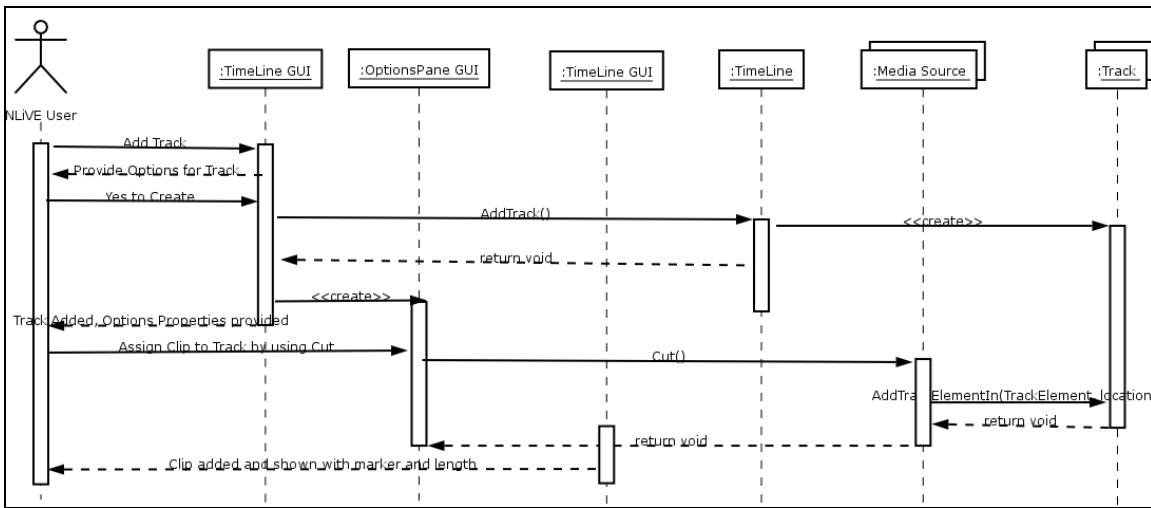 :TimeLine GUI
:OptionsPane GUI
:TimeLine GUI
:TimeLine
:Media Source
:Track
NLiVE User
Add Track
Provide Options for Track
Yes to Create
AddTrack()
<<create>>
return void
<<create>>
Track Added, Options Properties provided
Assign Clip to Track by using Cut
Cut()
AddTrackElementIn(TrackElement, location
return void
return void
Clip added and shown with marker and length